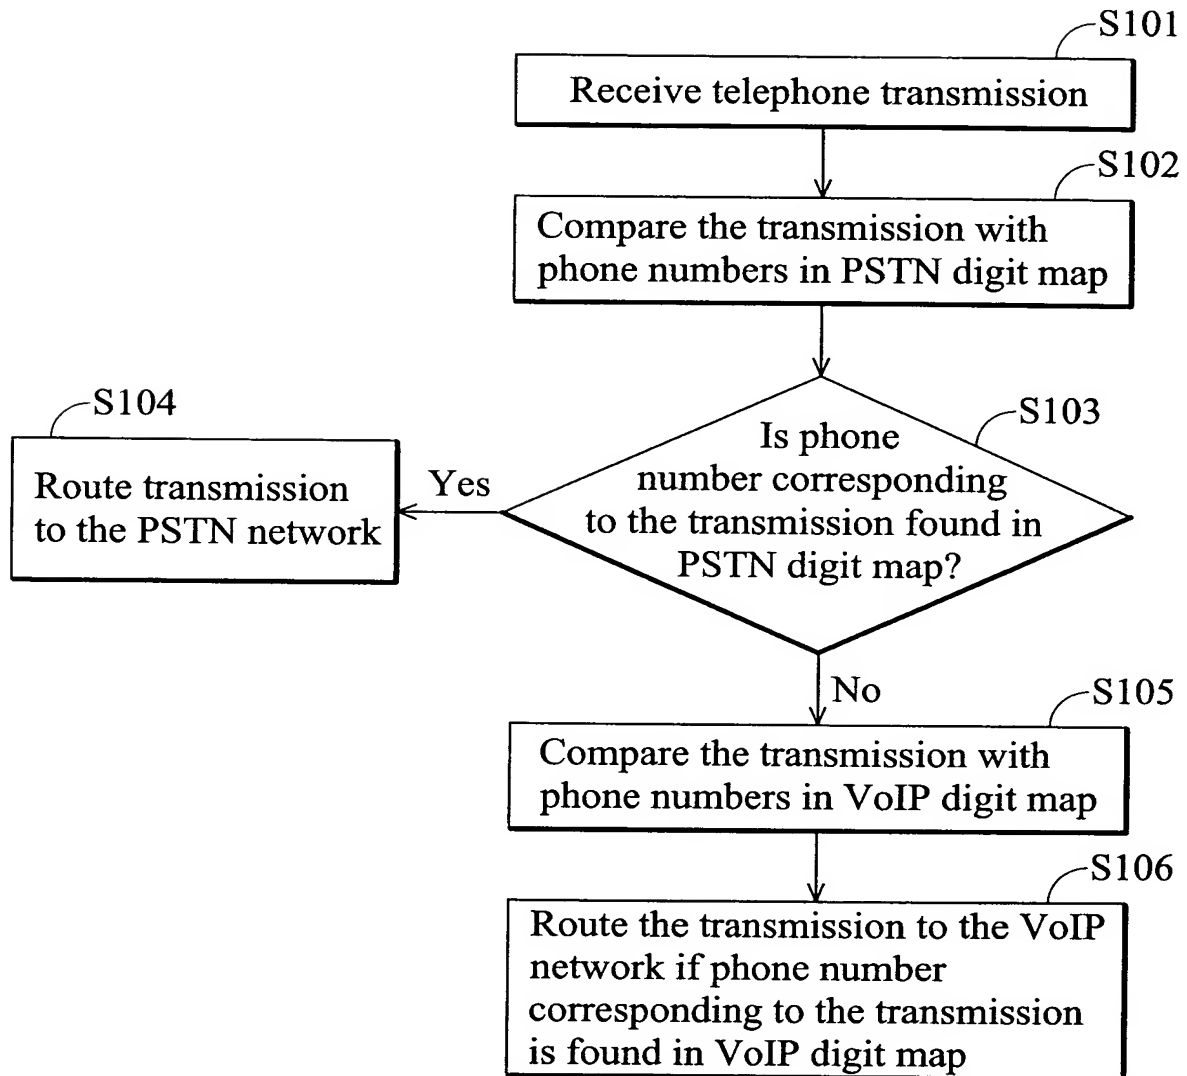 S101
Receive telephone transmission
S102
Compare the transmission with
phone numbers in PSTN digit map
S103
Is phone
number corresponding
to the transmission found in
PSTN digit map?
S104
Yes
Route transmission
to the PSTN network
No
S105
Compare the transmission with
phone numbers in VoIP digit map
S106
Route the transmission to the VoIP
network if phone number
corresponding to the transmission
is found in VoIP digit map